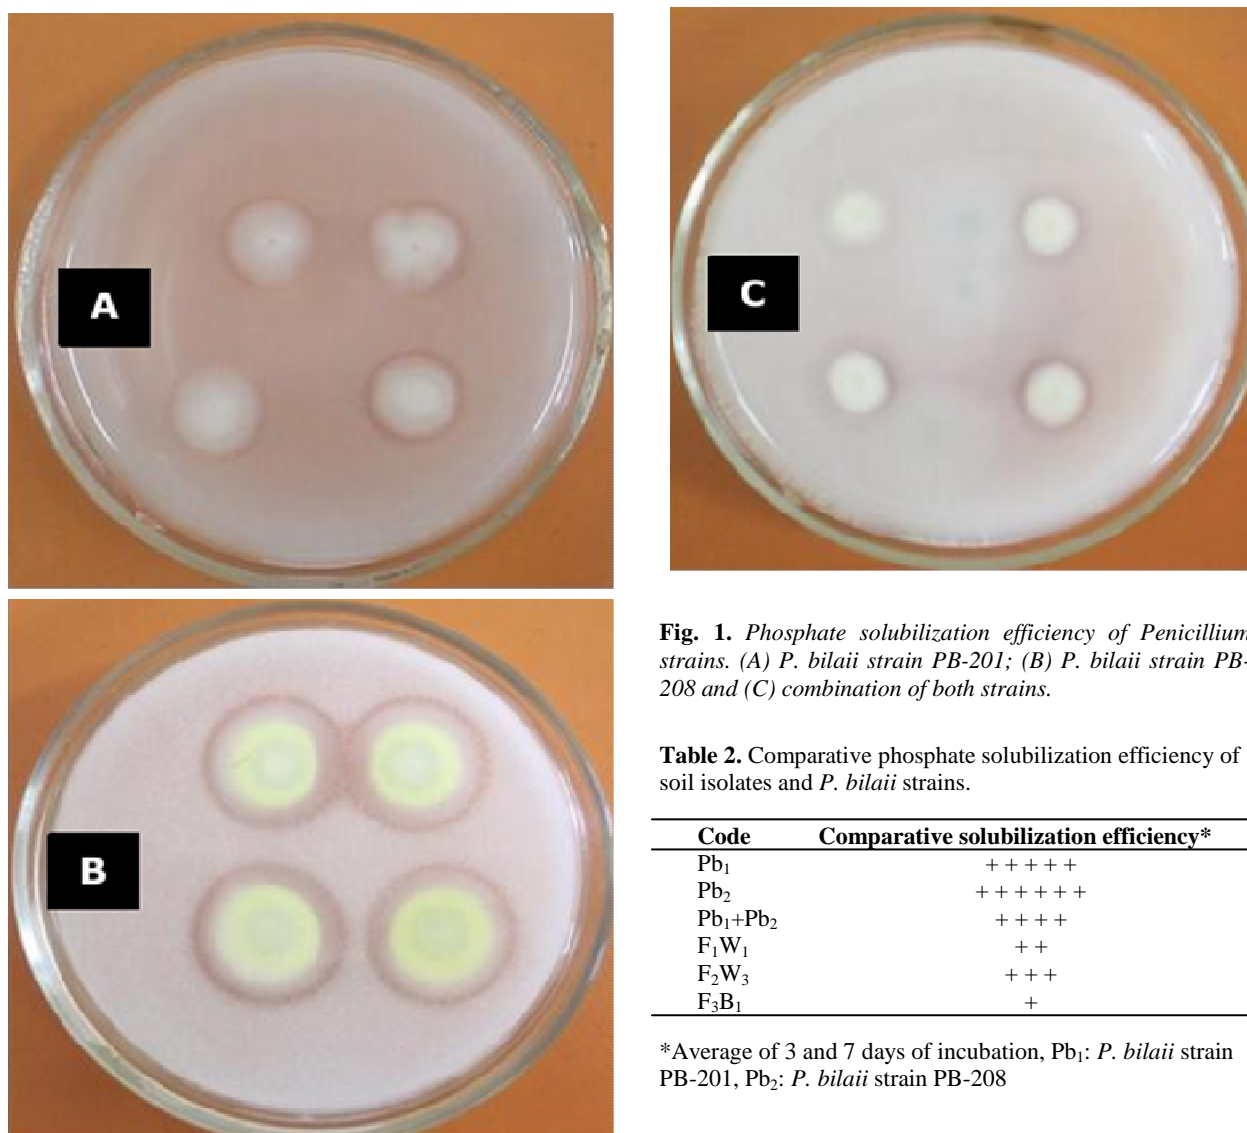 A
C
B
Fig. 1. Phosphate solubilization efficiency of Penicillium
strains. (A) P. bilaii strain PB-201; (B) P. bilaii strain PB-
208 and (C) combination of both strains.
Table 2. Comparative phosphate solubilization efficiency of
soil isolates and P. bilaii strains.
Code Comparative solubilization efficiency*
Pb₁ + + + + +
Pb₂ + + + + + +
Pb₁+Pb₂ + + + +
F₁W₁ + +
F₂W₃ + + +
F₃B₁ +
*Average of 3 and 7 days of incubation, Pb₁: P. bilaii strain
PB-201, Pb₂: P. bilaii strain PB-208